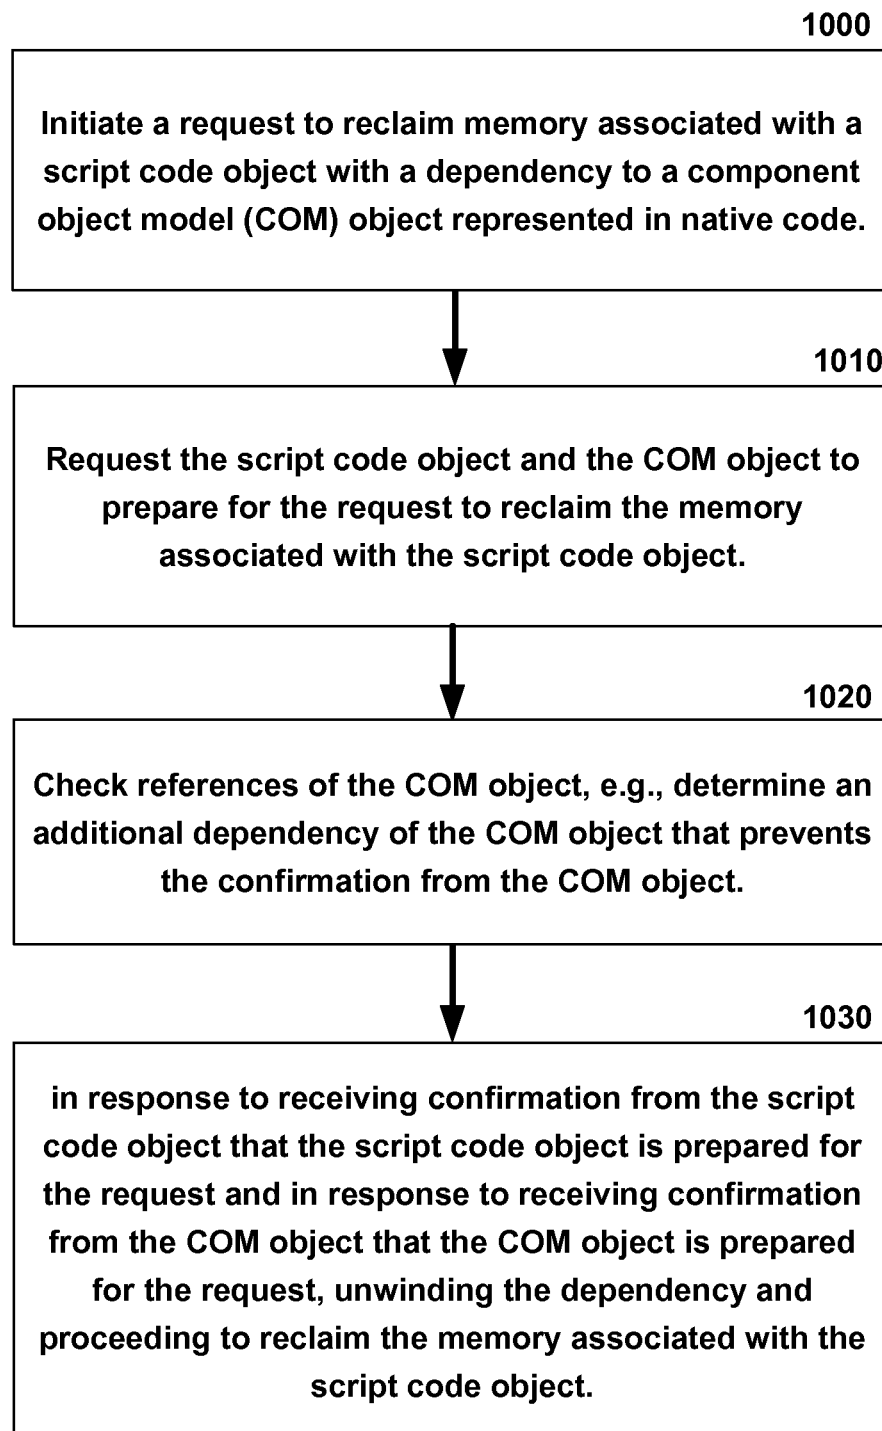 1000
Initiate a request to reclaim memory associated with a
script code object with a dependency to a component
object model (COM) object represented in native code.
1010
Request the script code object and the COM object to
prepare for the request to reclaim the memory
associated with the script code object.
1020
Check references of the COM object, e.g., determine an
additional dependency of the COM object that prevents
the confirmation from the COM object.
1030
in response to receiving confirmation from the script
code object that the script code object is prepared for
the request and in response to receiving confirmation
from the COM object that the COM object is prepared
for the request, unwinding the dependency and
proceeding to reclaim the memory associated with the
script code object.